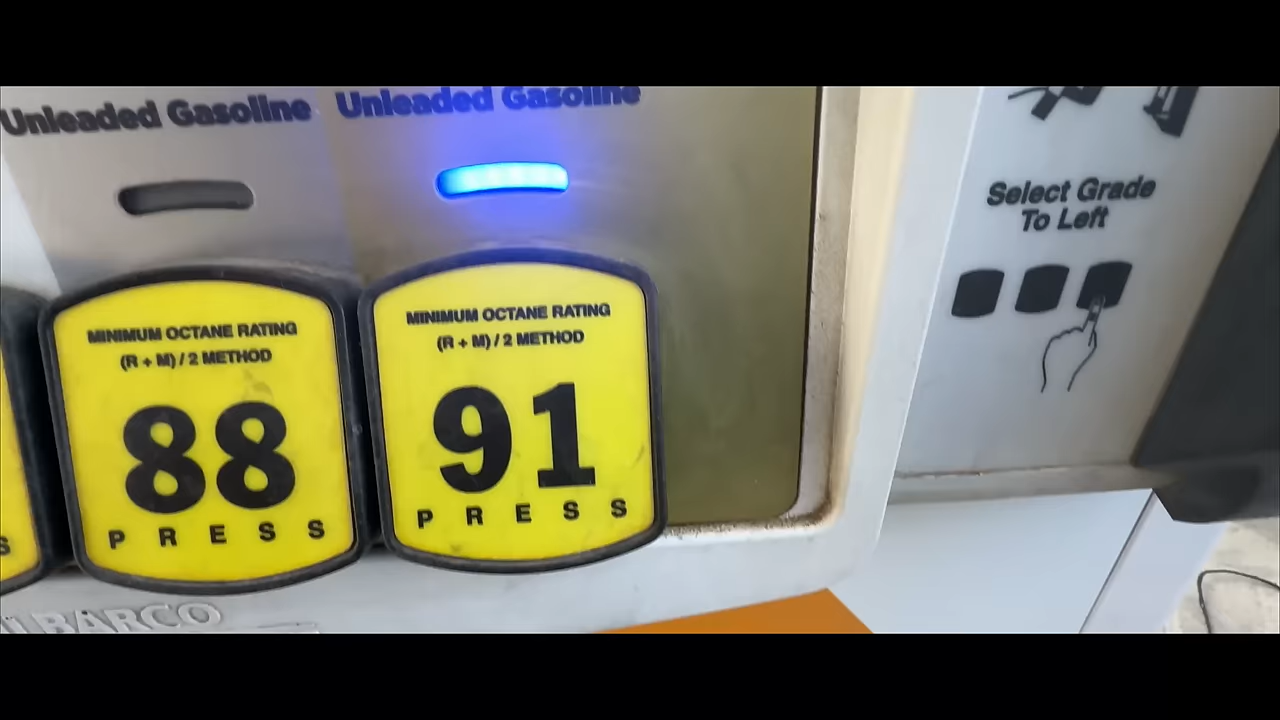 Unleaded Gasoline
Unleaded Gasoline
MINIMUM OCTANE RATING
(R + M) / 2 METHOD
88
PRESS
MINIMUM OCTANE RATING
(R + M) / 2 METHOD
91
PRESS
S
LBARCO
Select Grade
To Left